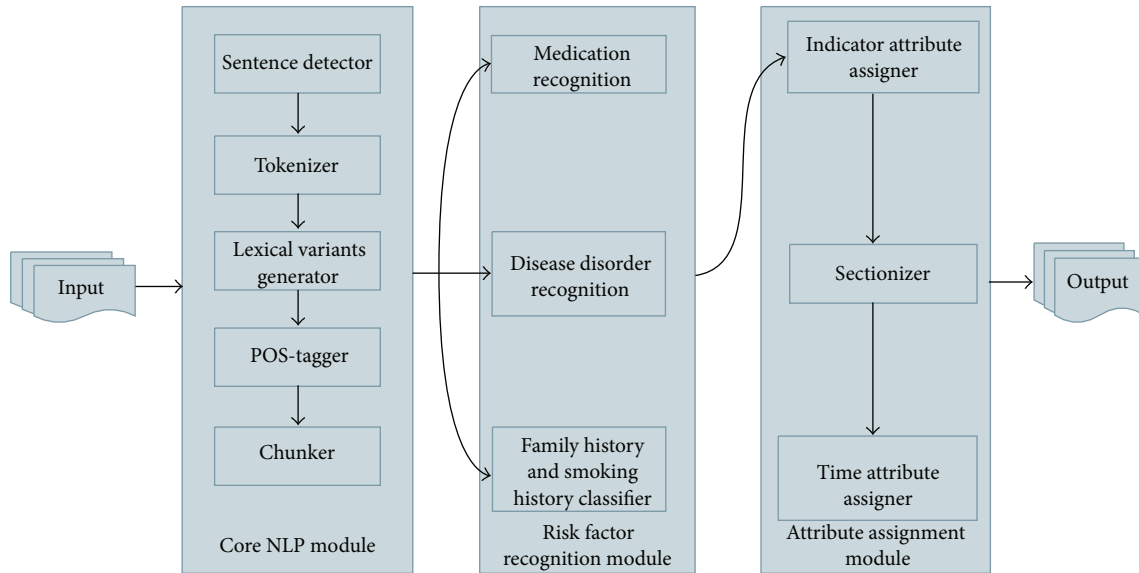 Input
Sentence detector
Tokenizer
Lexical variants
generator
POS-tagger
Chunker
Core NLP module
Medication
recognition
Disease disorder
recognition
Family history
and smoking
history classifier
Risk factor
recognition module
Indicator attribute
assigner
Sectionizer
Time attribute
assigner
Attribute assignment
module
Output